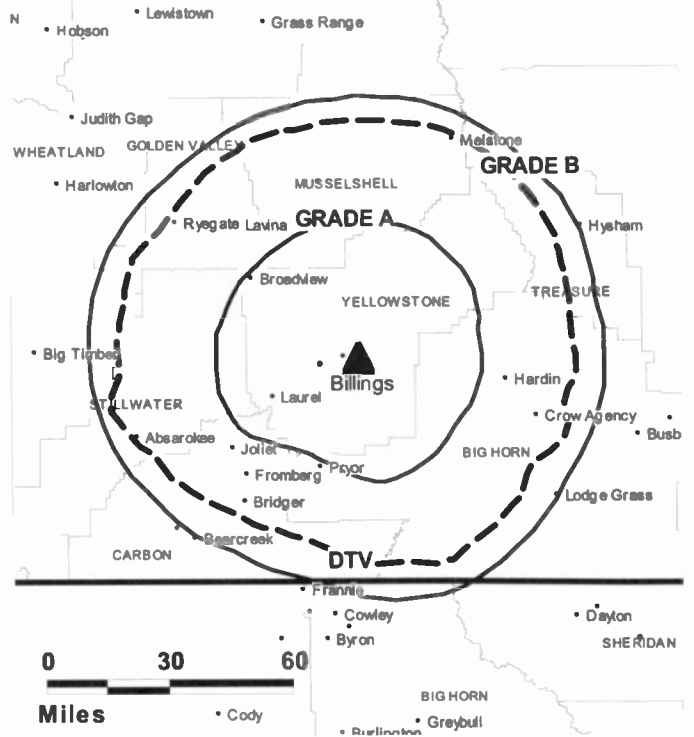 Lewistown
N
Hobson
Grass Range
Judith Gap
Melstone
WHEATLAND
GOLDEN VALLEY
GRADE B
Harlowton
MUSSELSHELL
Ryegate Lavina
GRADE A
Hysham
Broadview
TREASURE
YELLOWSTONE
Big Timber
Billings
Hardin
Laurel
STILLWATER
Crow Agency
Absarokee
Busb
Joliet
BIG HORN
Pryor
Fromberg
Lodge Grass
Bridger
Bearcreek
CARBON
DTV
Frannie
Cowley
Dayton
Byron
SHERIDAN
0 30 60
BIG HORN
Miles
Cody
Greybull
Burlington